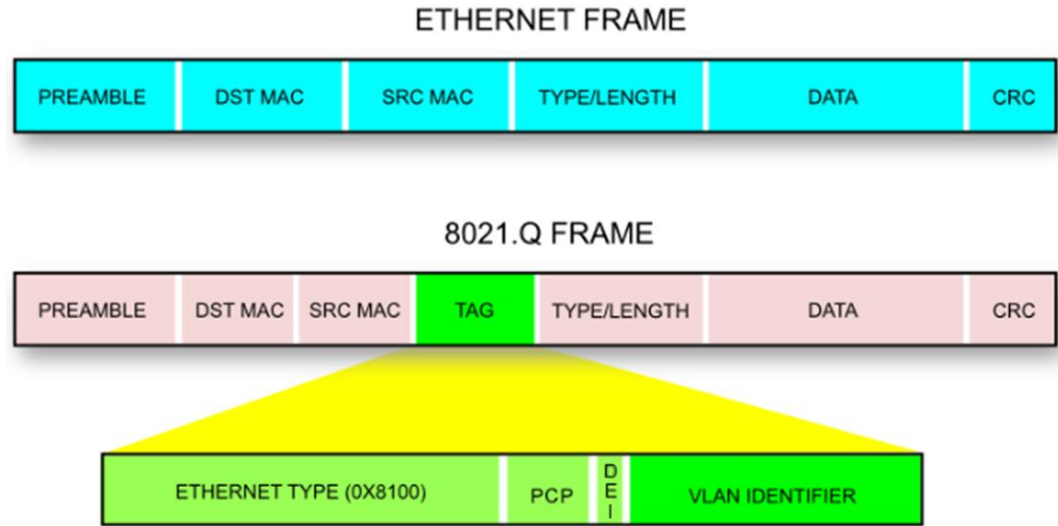 ETHERNET FRAME
PREAMBLE DST MAC SRC MAC TYPE/LENGTH DATA CRC
8021.Q FRAME
PREAMBLE DST MAC SRC MAC TAG TYPE/LENGTH DATA CRC
ETHERNET TYPE (0X8100) PCP DEI VLAN IDENTIFIER